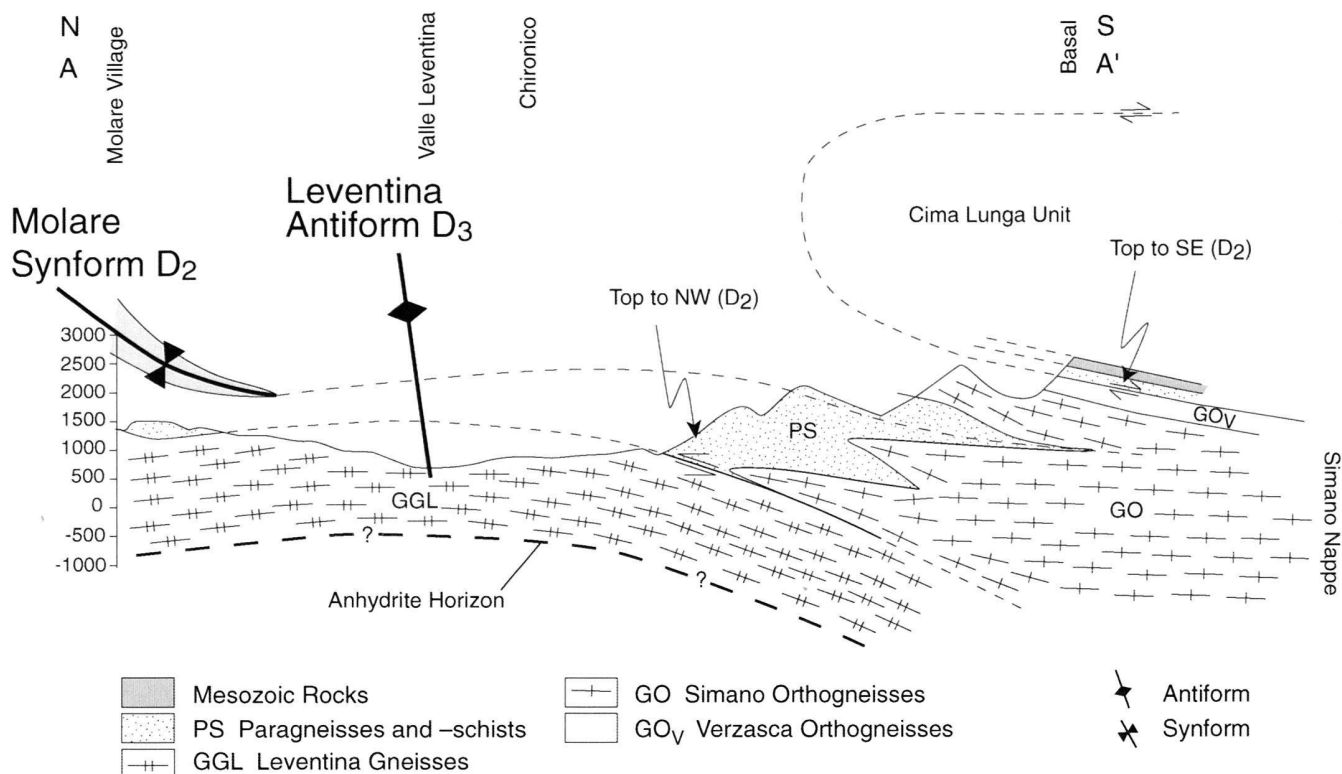 N
A
Molare Village
Valle Leventina
Chironico
Basal
S
A'
Leventina
Antiform D3
Molare
Synform D2
Cima Lunga Unit
Top to SE (D2)
Top to NW (D2)
3000
2500
2000
1500
1000
500
0
-500
-1000
PS
GOV
GGL
GO
Simano Nappe
?
?
Anhydrite Horizon
Mesozoic Rocks
PS Paragneisses and –schists
GGL Leventina Gneisses
GO Simano Orthogneisses
GOV Verzasca Orthogneisses
Antiform
Synform